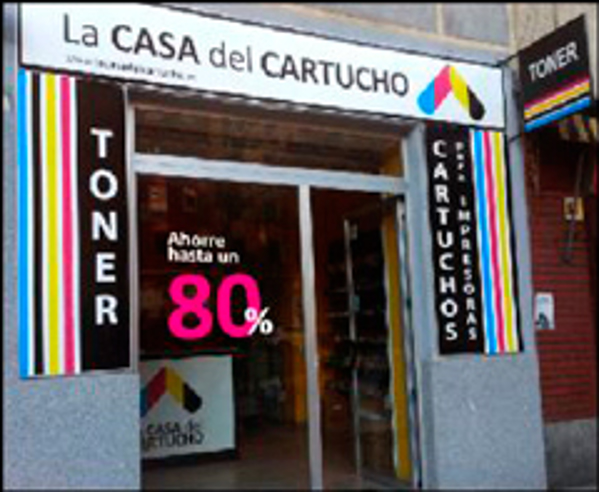 La CASA del CARTUCHO
TONER
TONER
CARTUCHOS
para IMPRESORAS
Ahorre
hasta un
80%
CASA del
CARTUCHO